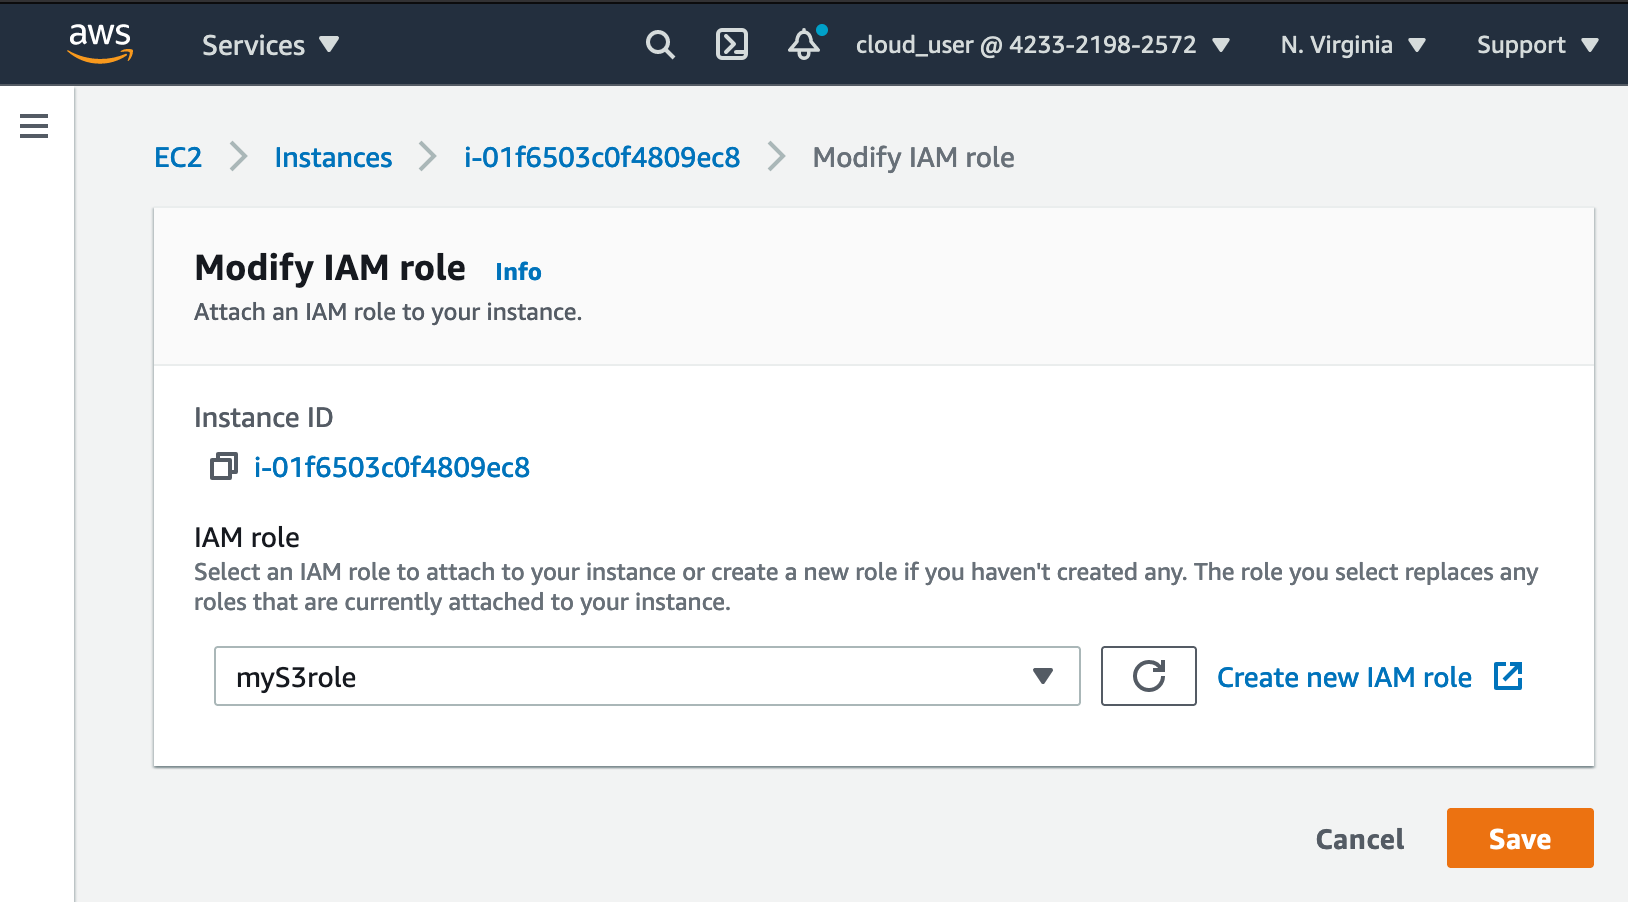 aws Services cloud_user @ 4233-2198-2572 N. Virginia Support
EC2 Instances i-01f6503c0f4809ec8 Modify IAM role
Modify IAM role Info
Attach an IAM role to your instance.
Instance ID
i-01f6503c0f4809ec8
IAM role
Select an IAM role to attach to your instance or create a new role if you haven't created any. The role you select replaces any
roles that are currently attached to your instance.
myS3role Create new IAM role
Cancel Save